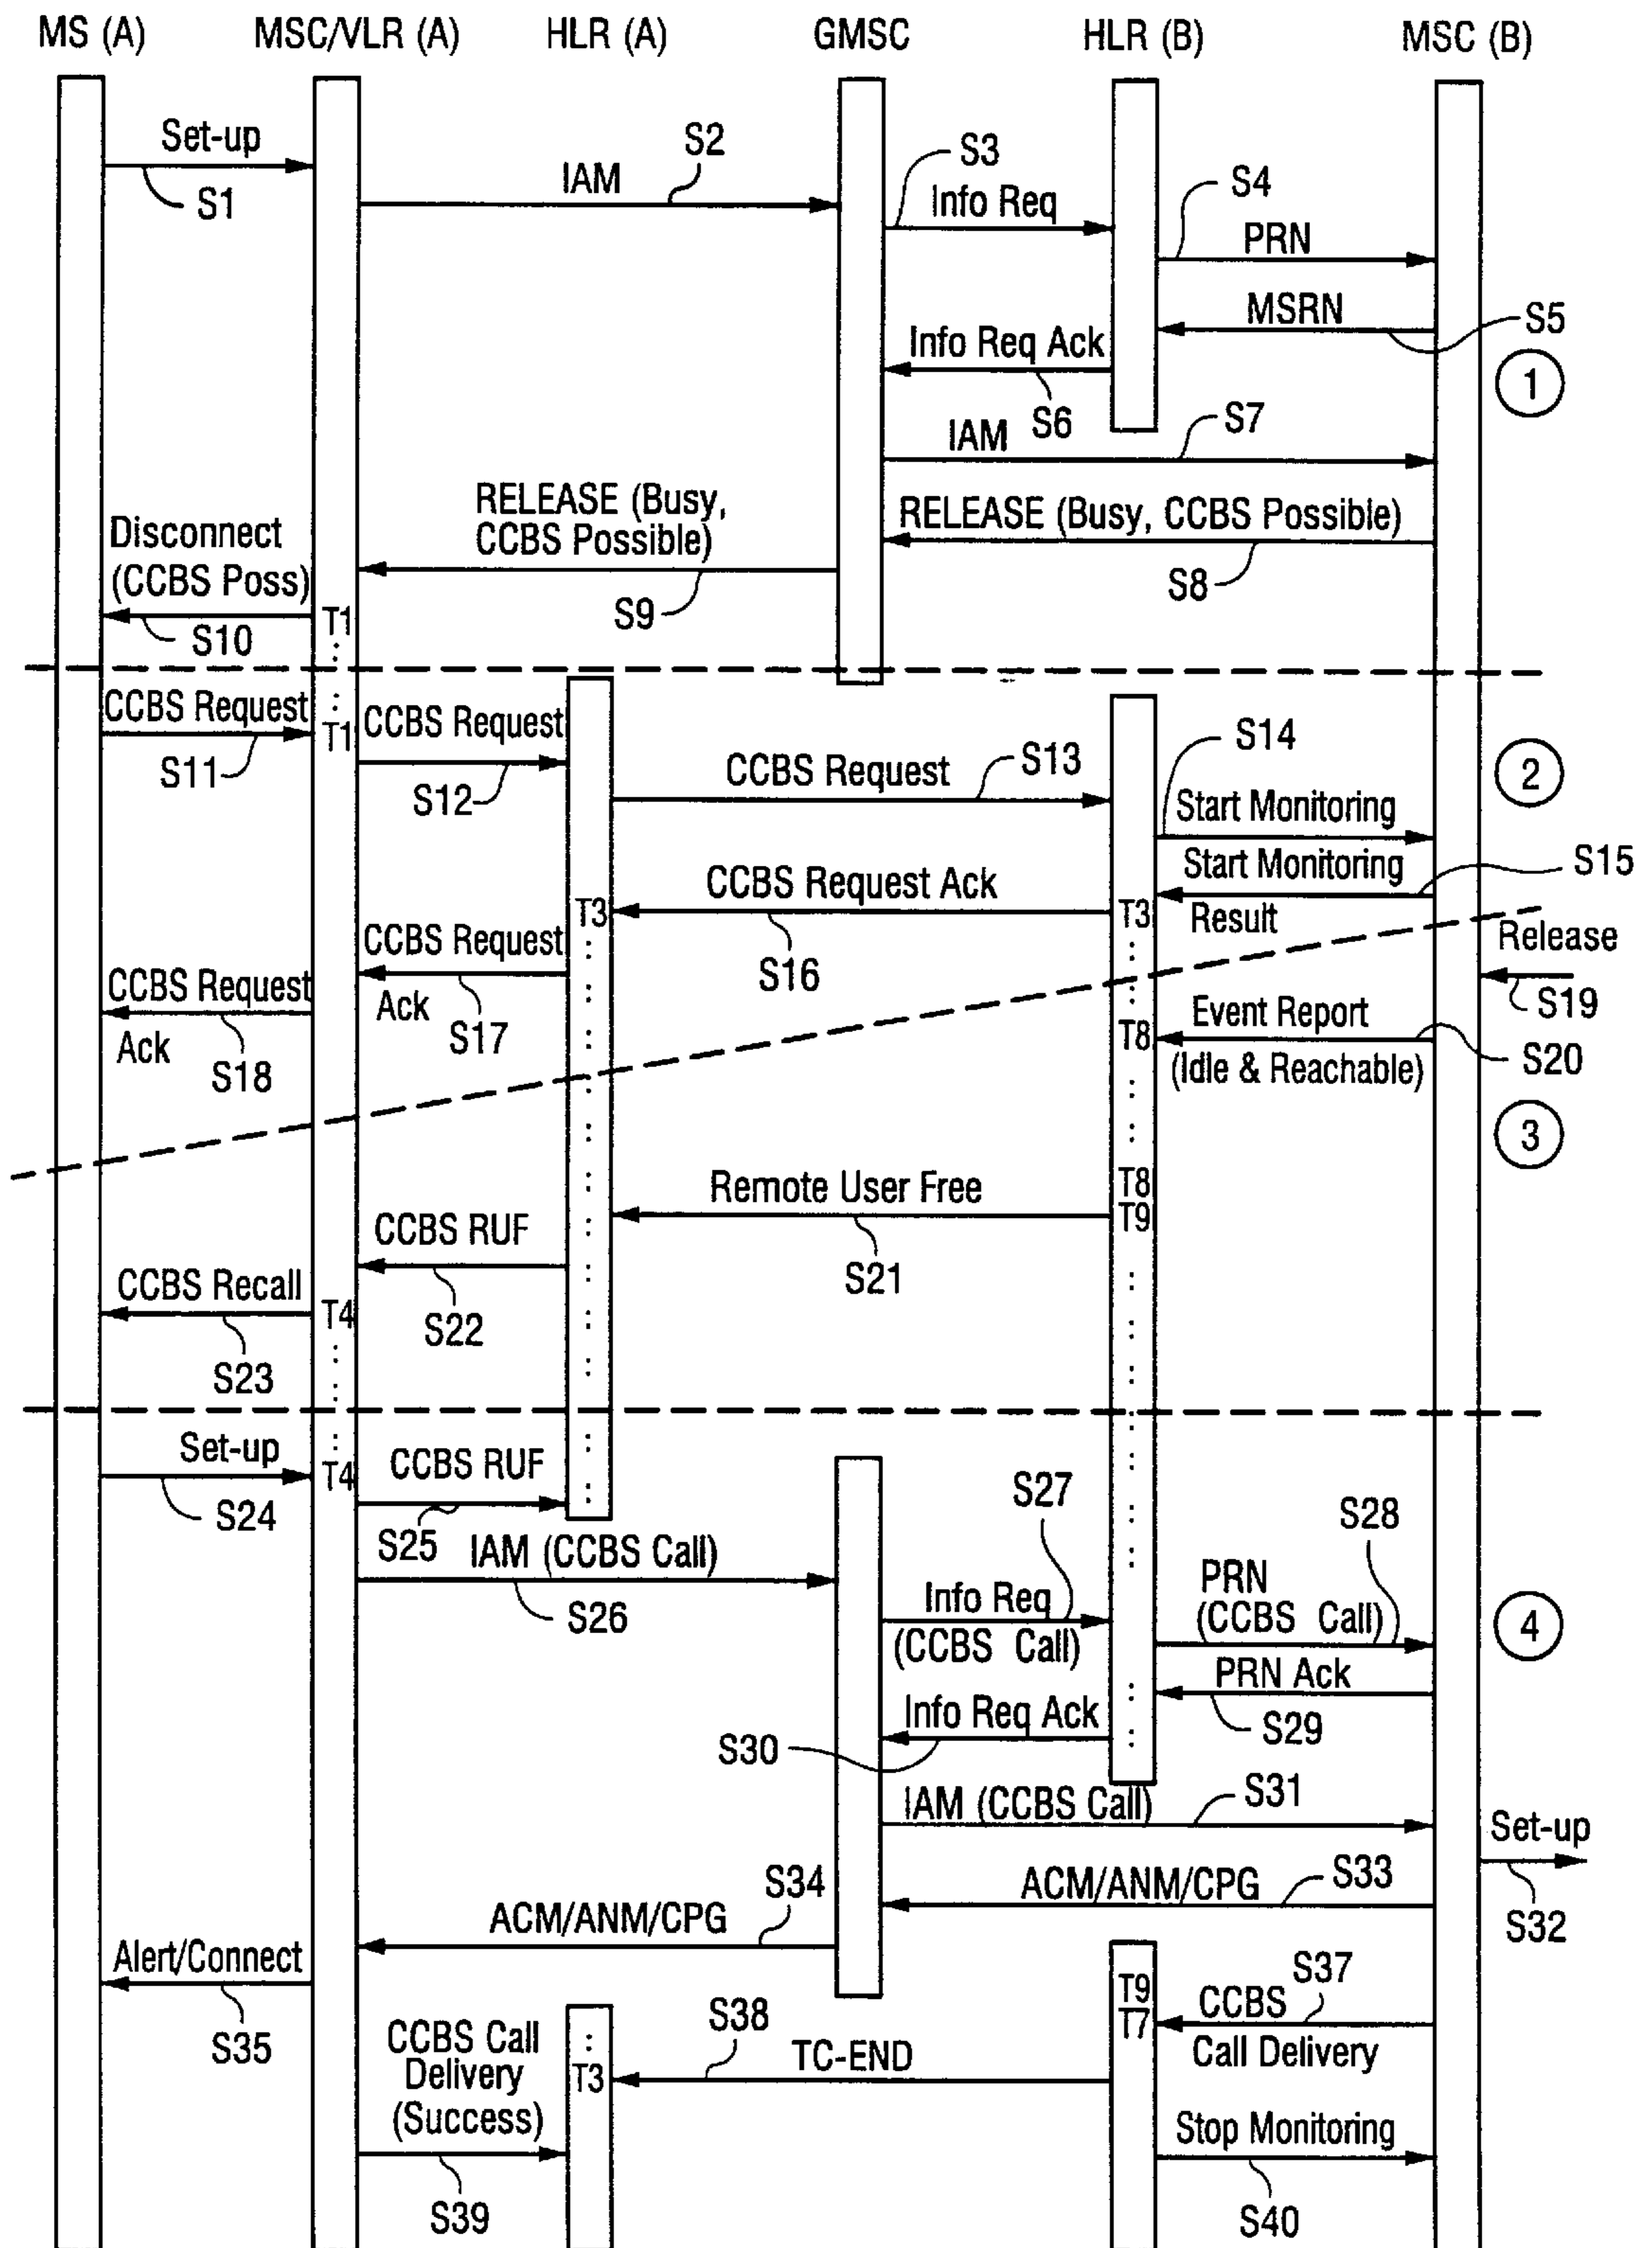 MS (A) MSC/VLR (A) HLR (A) GMSC HLR (B) MSC (B)
Set-up
S1
IAM
S2
S3
Info Req
S4
PRN
MSRN
S5
Info Req Ack
S6
1
IAM
S7
RELEASE (Busy, CCBS Possible)
S8
RELEASE (Busy,
CCBS Possible)
S9
Disconnect
(CCBS Poss)
S10
T1
CCBS Request
S11
T1
CCBS Request
S12
CCBS Request
S13
S14
2
Start Monitoring
Start Monitoring
Result
S15
CCBS Request Ack
T3
T3
S16
CCBS Request
Ack
S17
CCBS Request
Ack
S18
Release
S19
T8
Event Report
(Idle & Reachable)
S20
3
T8
T9
Remote User Free
S21
CCBS RUF
S22
CCBS Recall
S23
T4
Set-up
S24
T4
CCBS RUF
S25
IAM (CCBS Call)
S26
S27
Info Req
(CCBS Call)
S28
PRN
(CCBS Call)
4
PRN Ack
S29
Info Req Ack
S30
IAM (CCBS Call)
S31
Set-up
S32
ACM/ANM/CPG
S33
ACM/ANM/CPG
S34
Alert/Connect
S35
T9
T7
CCBS
Call Delivery
S37
TC-END
S38
T3
CCBS Call
Delivery
(Success)
S39
Stop Monitoring
S40